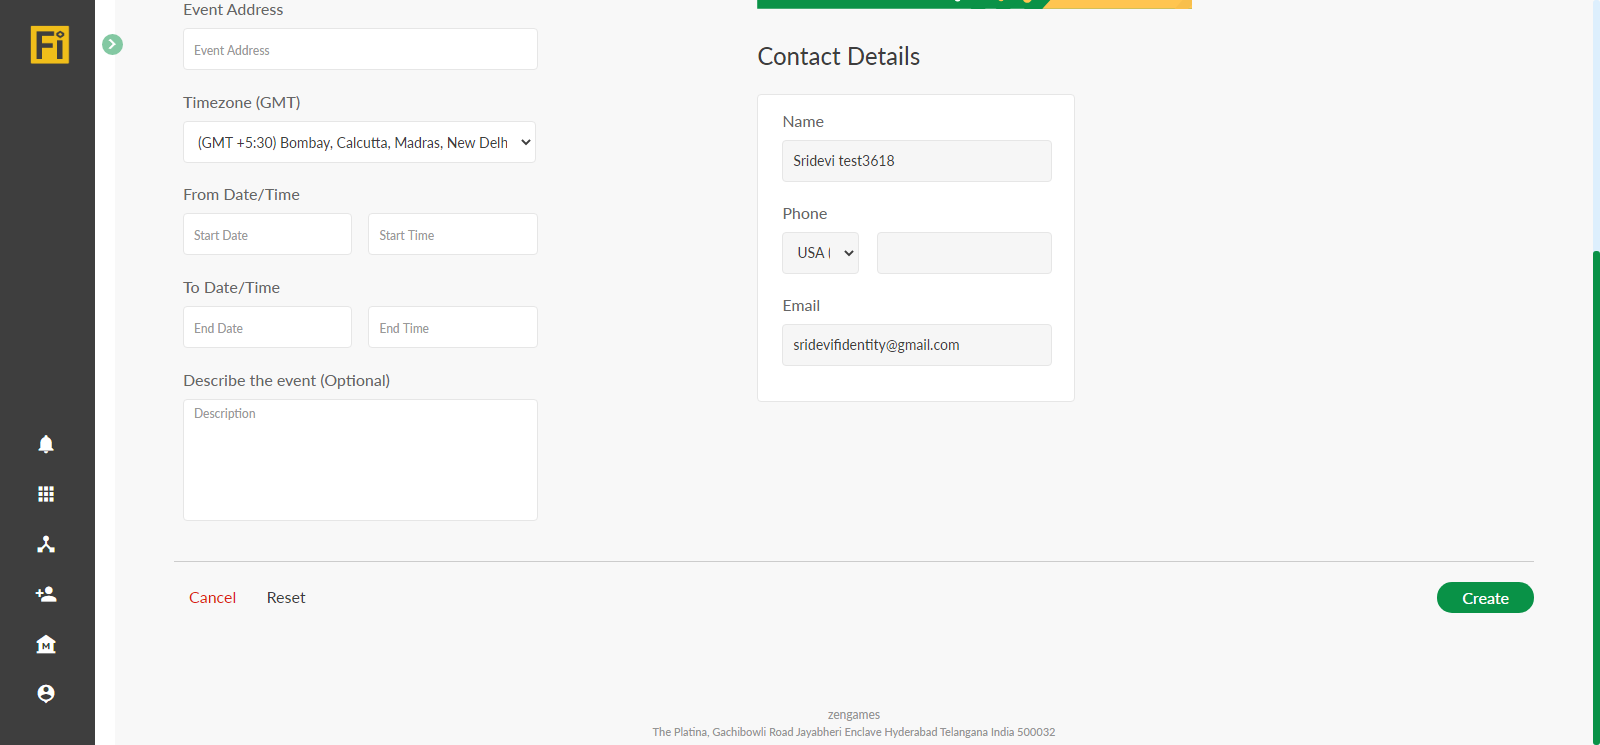 Fi
Event Address
Event Address
Timezone (GMT)
(GMT +5:30) Bombay, Calcutta, Madras, New Delh
From Date/Time
Start Date
Start Time
To Date/Time
End Date
End Time
Describe the event (Optional)
Description
Contact Details
Name
Sridevi test3618
Phone
USA (
Email
sridevifidentity@gmail.com
M
Cancel
Reset
Create
zengames
The Platina, Gachibowli Road Jayabheri Enclave Hyderabad Telangana India 500032